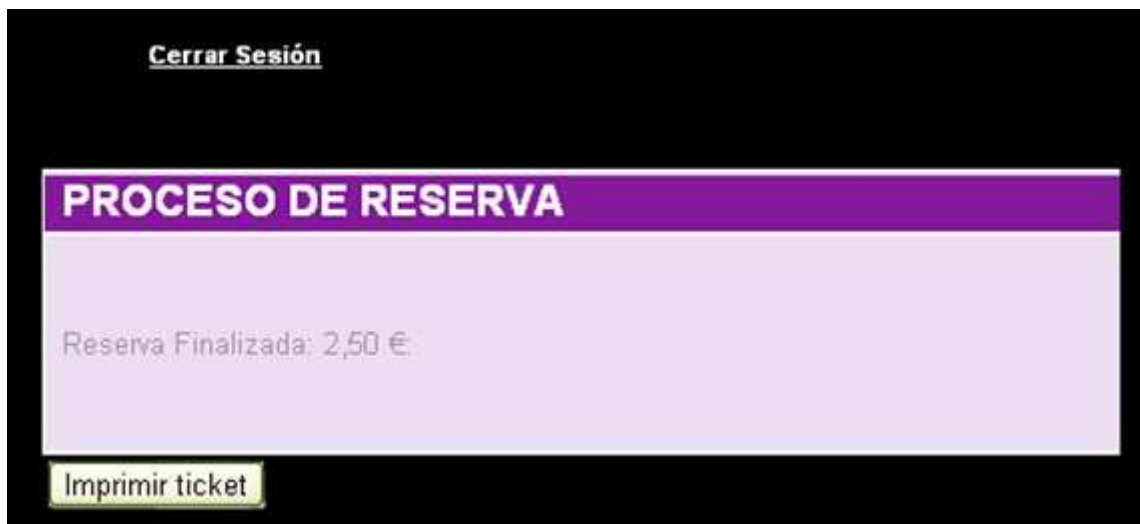 Cerrar Sesión
PROCESO DE RESERVA
Reserva Finalizada: 2,50 €
Imprimir ticket